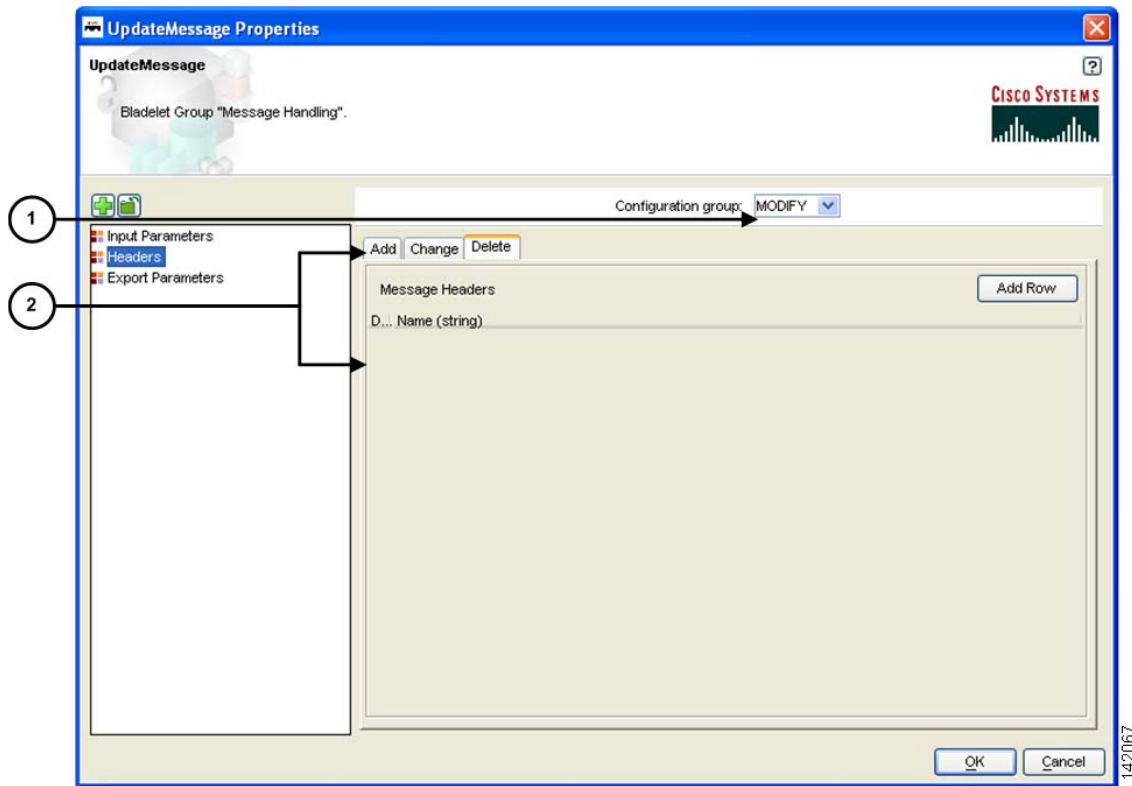 UpdateMessage Properties
UpdateMessage
?
Bladelet Group "Message Handling".
CISCO SYSTEMS
1
Configuration group: MODIFY
Input Parameters
Headers
Export Parameters
Add Change Delete
2
Message Headers
Add Row
D... Name (string)
OK Cancel
142067